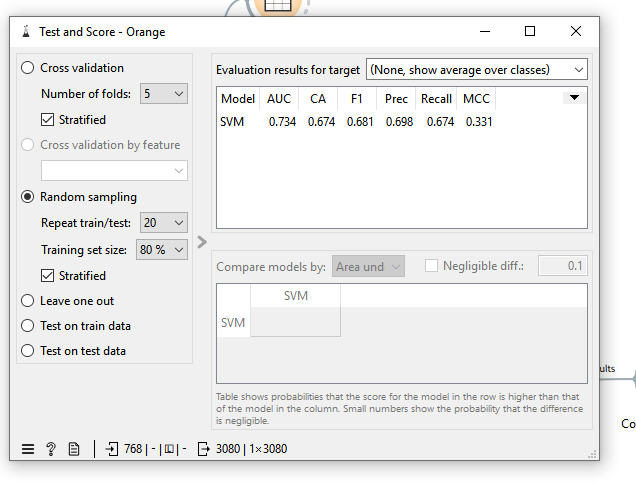 Test and Score - Orange
Cross validation
Number of folds: 5
Stratified
Cross validation by feature
Random sampling
Repeat train/test: 20
Training set size: 80 %
Stratified
Leave one out
Test on train data
Test on test data
Evaluation results for target (None, show average over classes)
Model AUC CA F1 Prec Recall MCC
SVM 0.734 0.674 0.681 0.698 0.674 0.331
Compare models by: Area und Negligible diff.: 0.1
SVM
SVM
Table shows probabilities that the score for the model in the row is higher than that
of the model in the column. Small numbers show the probability that the difference
is negligible.
? 768 | - | - 3080 | 1×3080
ults
Co